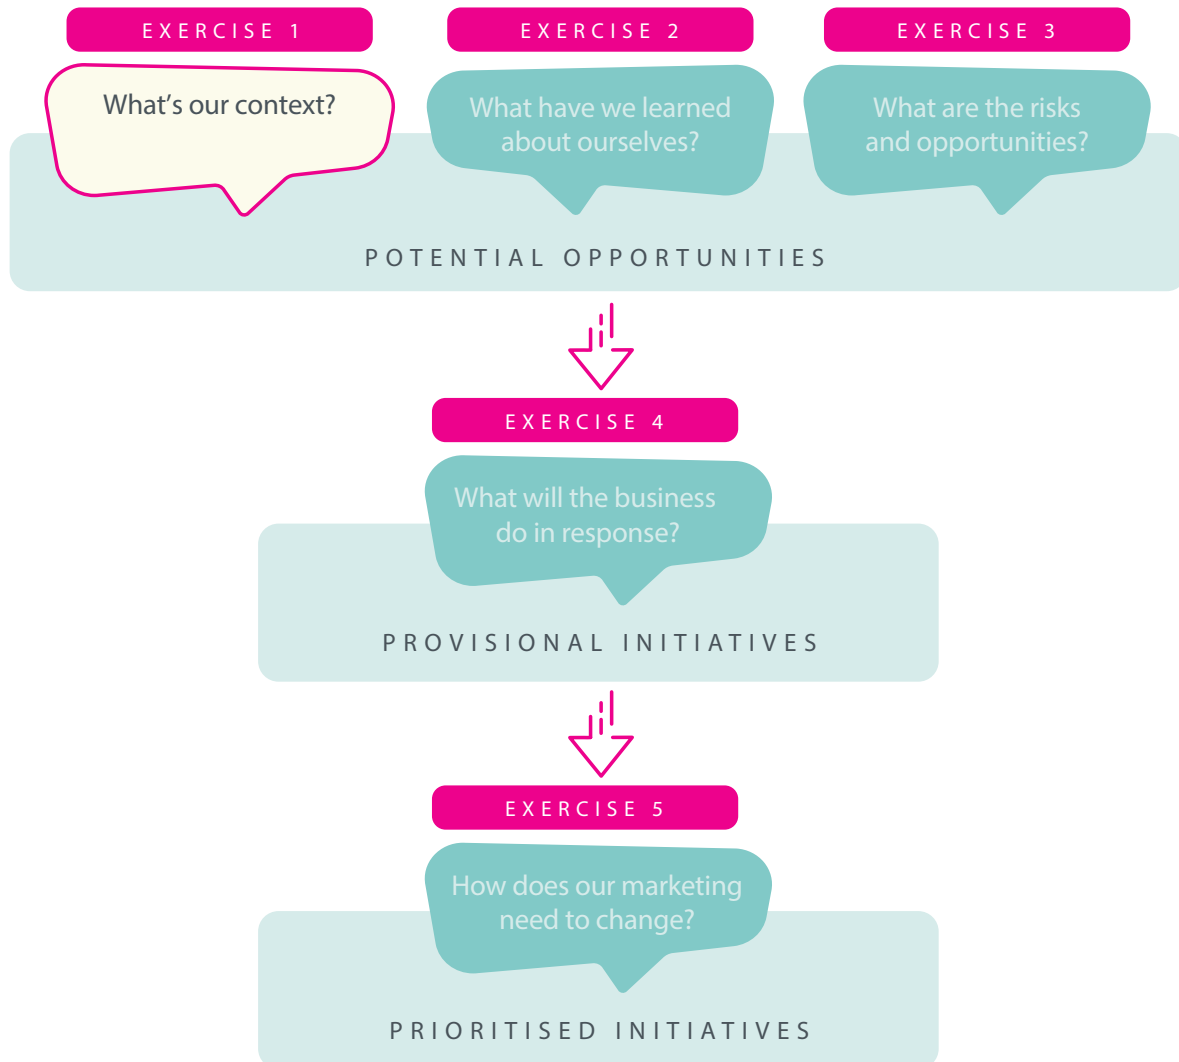 EXERCISE 1
What's our context?
EXERCISE 2
What have we learned
about ourselves?
EXERCISE 3
What are the risks
and opportunities?
POTENTIAL OPPORTUNITIES
EXERCISE 4
What will the business
do in response?
PROVISIONAL INITIATIVES
EXERCISE 5
How does our marketing
need to change?
PRIORITISED INITIATIVES